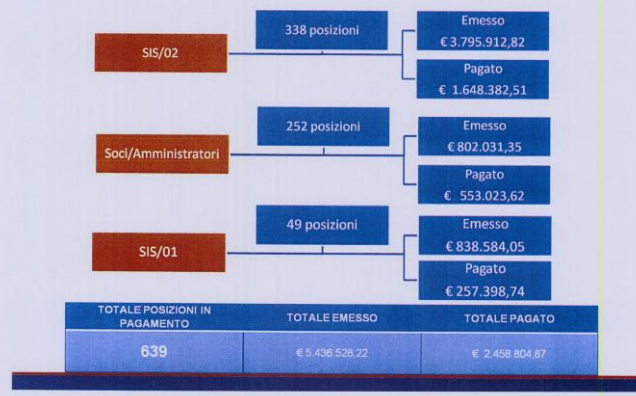 338 posizioni
Emesso
€ 3.795.912,82
SIS/02
Pagato
€ 1.648.382,51
252 posizioni
Emesso
€ 802.031,35
Soci/Amministratori
Pagato
€ 553.023,62
49 posizioni
Emesso
€ 838.584,05
SIS/01
Pagato
€ 257.398,74
TOTALE POSIZIONI IN
PAGAMENTO
TOTALE EMESSO
TOTALE PAGATO
639
€ 5.436.528,22
€ 2.458.804,87